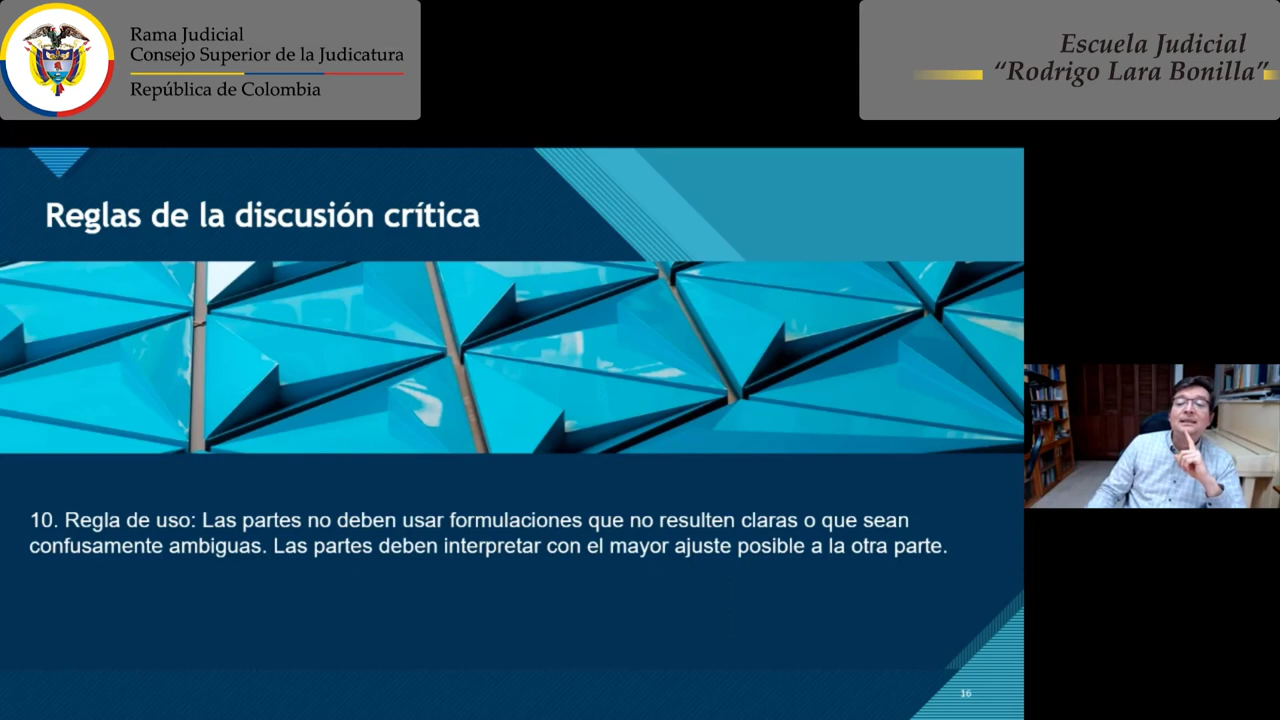 Rama Judicial
Consejo Superior de la Judicatura
República de Colombia
Escuela Judicial
“Rodrigo Lara Bonilla”
Reglas de la discusión crítica
10. Regla de uso: Las partes no deben usar formulaciones que no resulten claras o que sean
confusamente ambiguas. Las partes deben interpretar con el mayor ajuste posible a la otra parte.
16